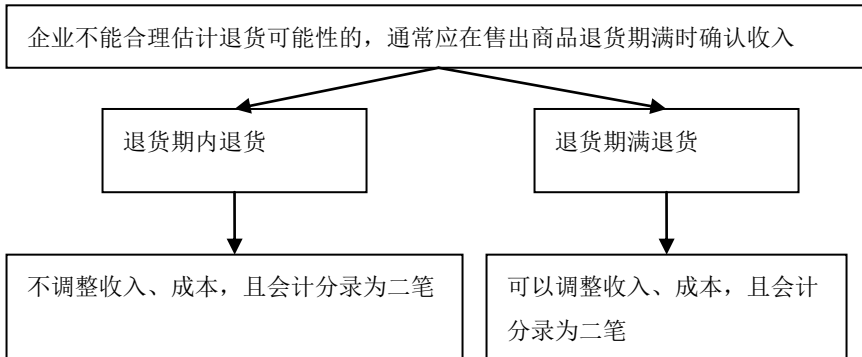 企业不能合理估计退货可能性的，通常应在售出商品退货期满时确认收入
退货期内退货
退货期满退货
不调整收入、成本，且会计分录为二笔
可以调整收入、成本，且会计
分录为二笔